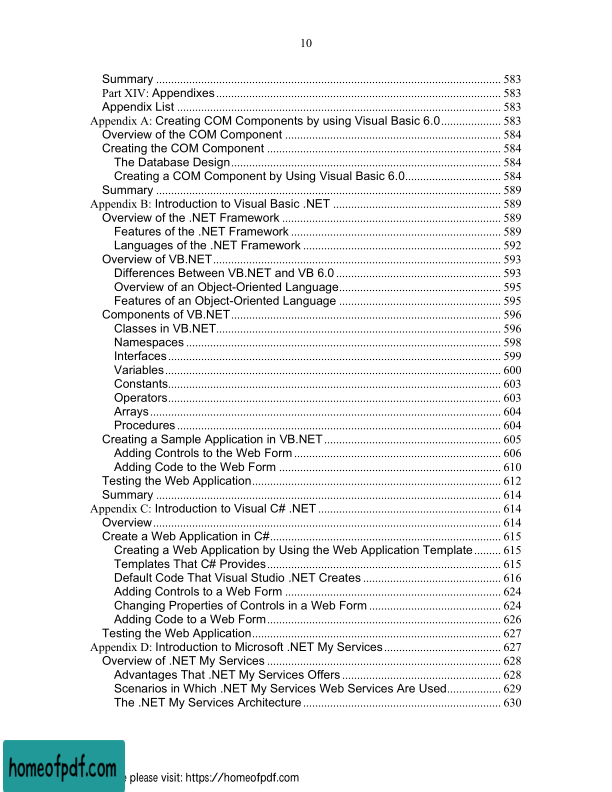 10
Summary ........ 583
Part XIV: Appendixes ........ 583
Appendix List ........ 583
Appendix A: Creating COM Components by using Visual Basic 6.0 ........ 583
Overview of the COM Component ........ 584
Creating the COM Component ........ 584
The Database Design ........ 584
Creating a COM Component by Using Visual Basic 6.0 ........ 584
Summary ........ 589
Appendix B: Introduction to Visual Basic .NET ........ 589
Overview of the .NET Framework ........ 589
Features of the .NET Framework ........ 589
Languages of the .NET Framework ........ 592
Overview of VB.NET ........ 593
Differences Between VB.NET and VB 6.0 ........ 593
Overview of an Object-Oriented Language ........ 595
Features of an Object-Oriented Language ........ 595
Components of VB.NET ........ 596
Classes in VB.NET ........ 596
Namespaces ........ 598
Interfaces ........ 599
Variables ........ 600
Constants ........ 603
Operators ........ 603
Arrays ........ 604
Procedures ........ 604
Creating a Sample Application in VB.NET ........ 605
Adding Controls to the Web Form ........ 606
Adding Code to the Web Form ........ 610
Testing the Web Application ........ 612
Summary ........ 614
Appendix C: Introduction to Visual C# .NET ........ 614
Overview ........ 614
Create a Web Application in C# ........ 615
Creating a Web Application by Using the Web Application Template ........ 615
Templates That C# Provides ........ 615
Default Code That Visual Studio .NET Creates ........ 616
Adding Controls to a Web Form ........ 624
Changing Properties of Controls in a Web Form ........ 624
Adding Code to a Web Form ........ 626
Testing the Web Application ........ 627
Appendix D: Introduction to Microsoft .NET My Services ........ 627
Overview of .NET My Services ........ 628
Advantages That .NET My Services Offers ........ 628
Scenarios in Which .NET My Services Web Services Are Used ........ 629
The .NET My Services Architecture ........ 630
homeofpdf.com
please visit: https://homeofpdf.com